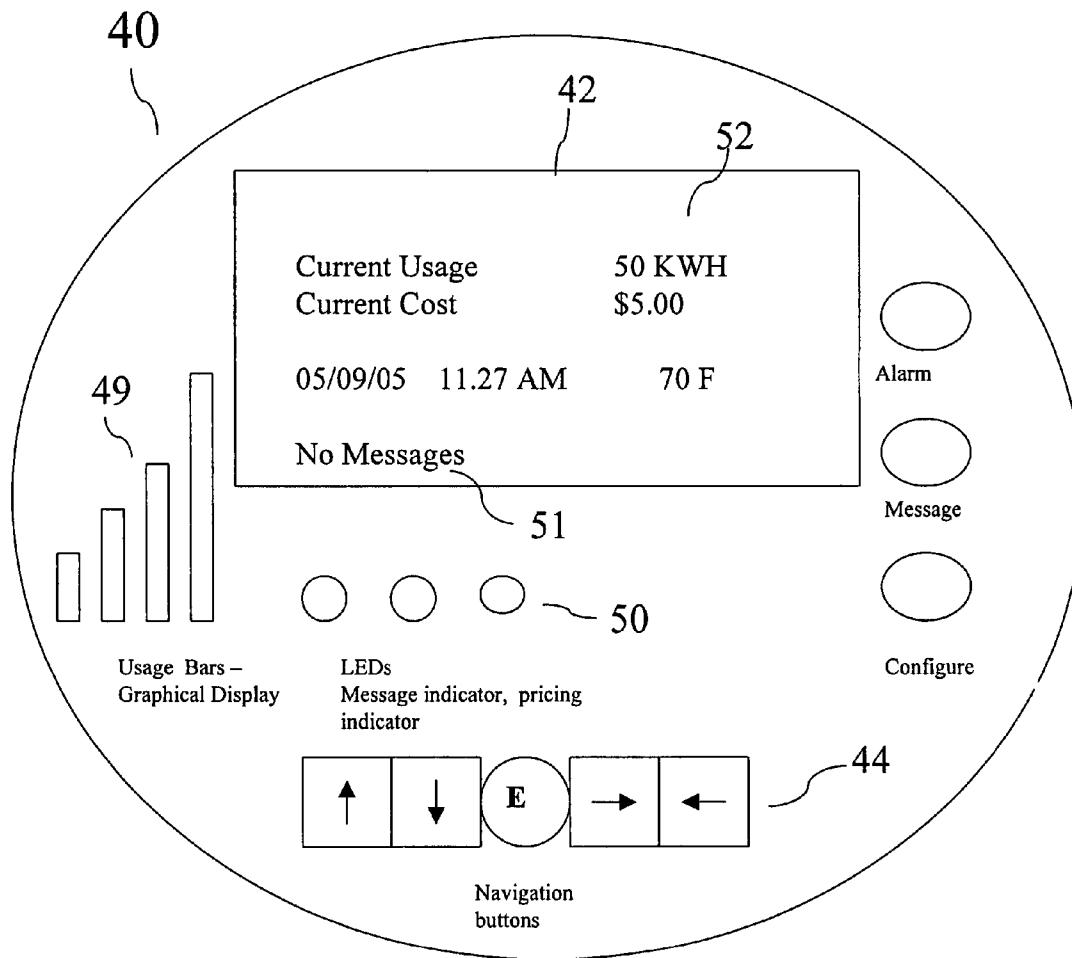 40
42
52
Current Usage 50 KWH
Current Cost $5.00
05/09/05 11.27 AM 70 F
No Messages
51
49
50
Alarm
Message
Configure
Usage Bars –
Graphical Display
LEDs
Message indicator, pricing
indicator
E
44
Navigation
buttons